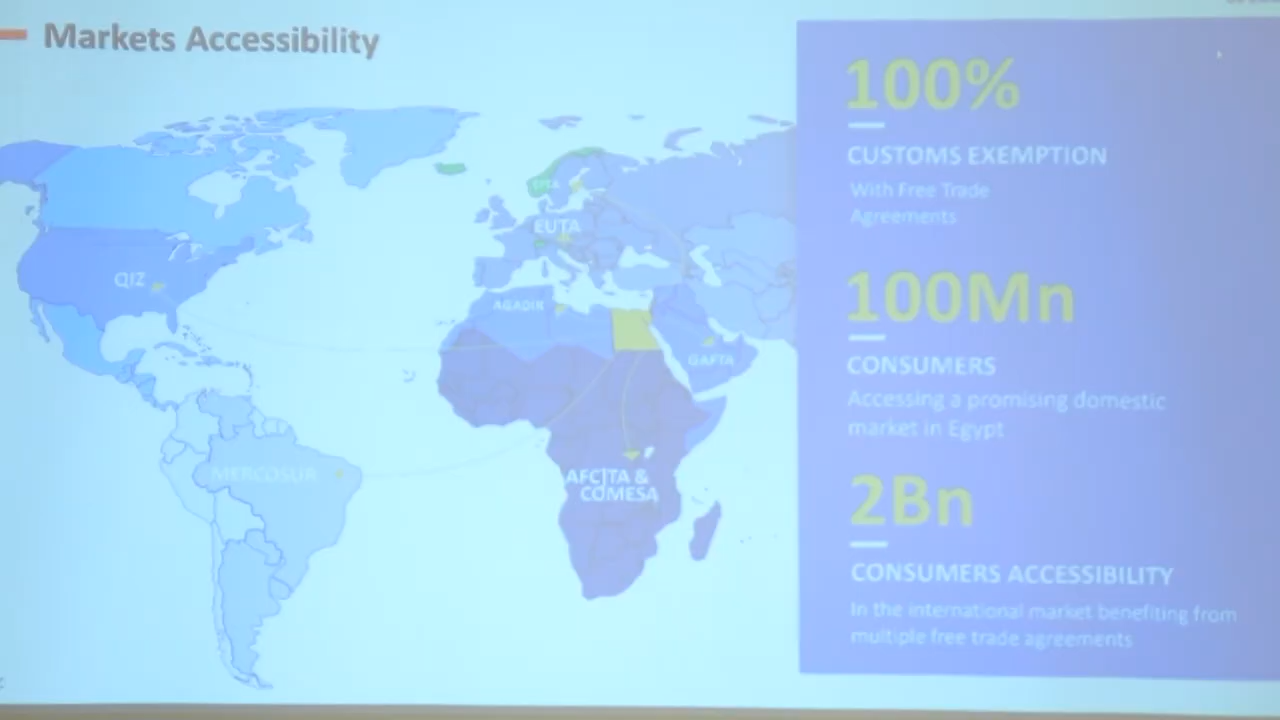 Markets Accessibility
100%
CUSTOMS EXEMPTION
With Free Trade
Agreements
100Mn
CONSUMERS
Accessing a promising domestic
market in Egypt
2Bn
CONSUMERS ACCESSIBILITY
In the international market benefiting from
multiple free trade agreements
EUTA
QIZ
AGADIR
GAFTA
MERCOSUR
AFCJTA &
COMESA